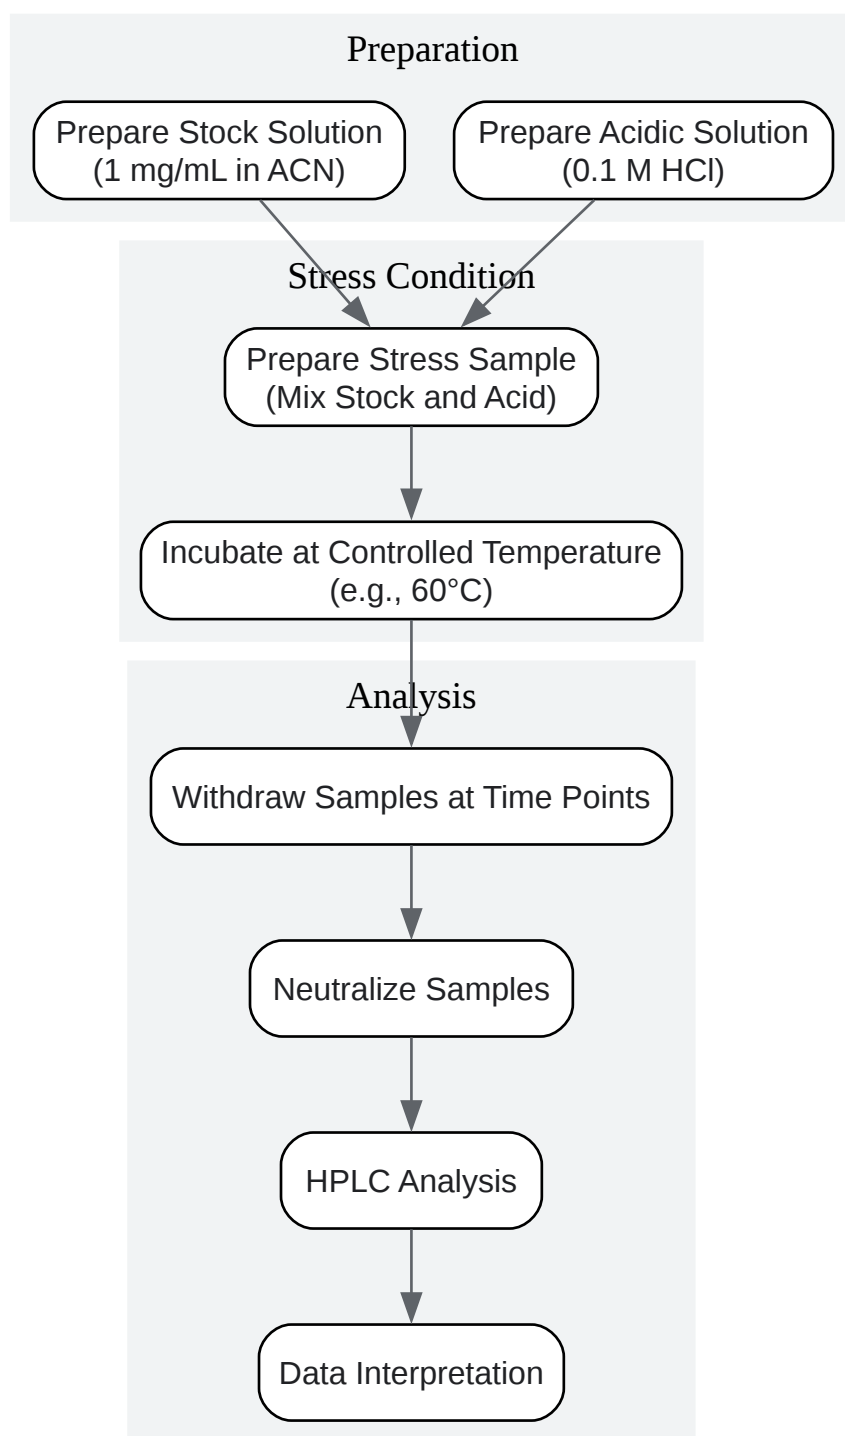 Preparation
Prepare Stock Solution
(1 mg/mL in ACN)
Prepare Acidic Solution
(0.1 M HCl)
Stress Condition
Prepare Stress Sample
(Mix Stock and Acid)
Incubate at Controlled Temperature
(e.g., 60°C)
Analysis
Withdraw Samples at Time Points
Neutralize Samples
HPLC Analysis
Data Interpretation